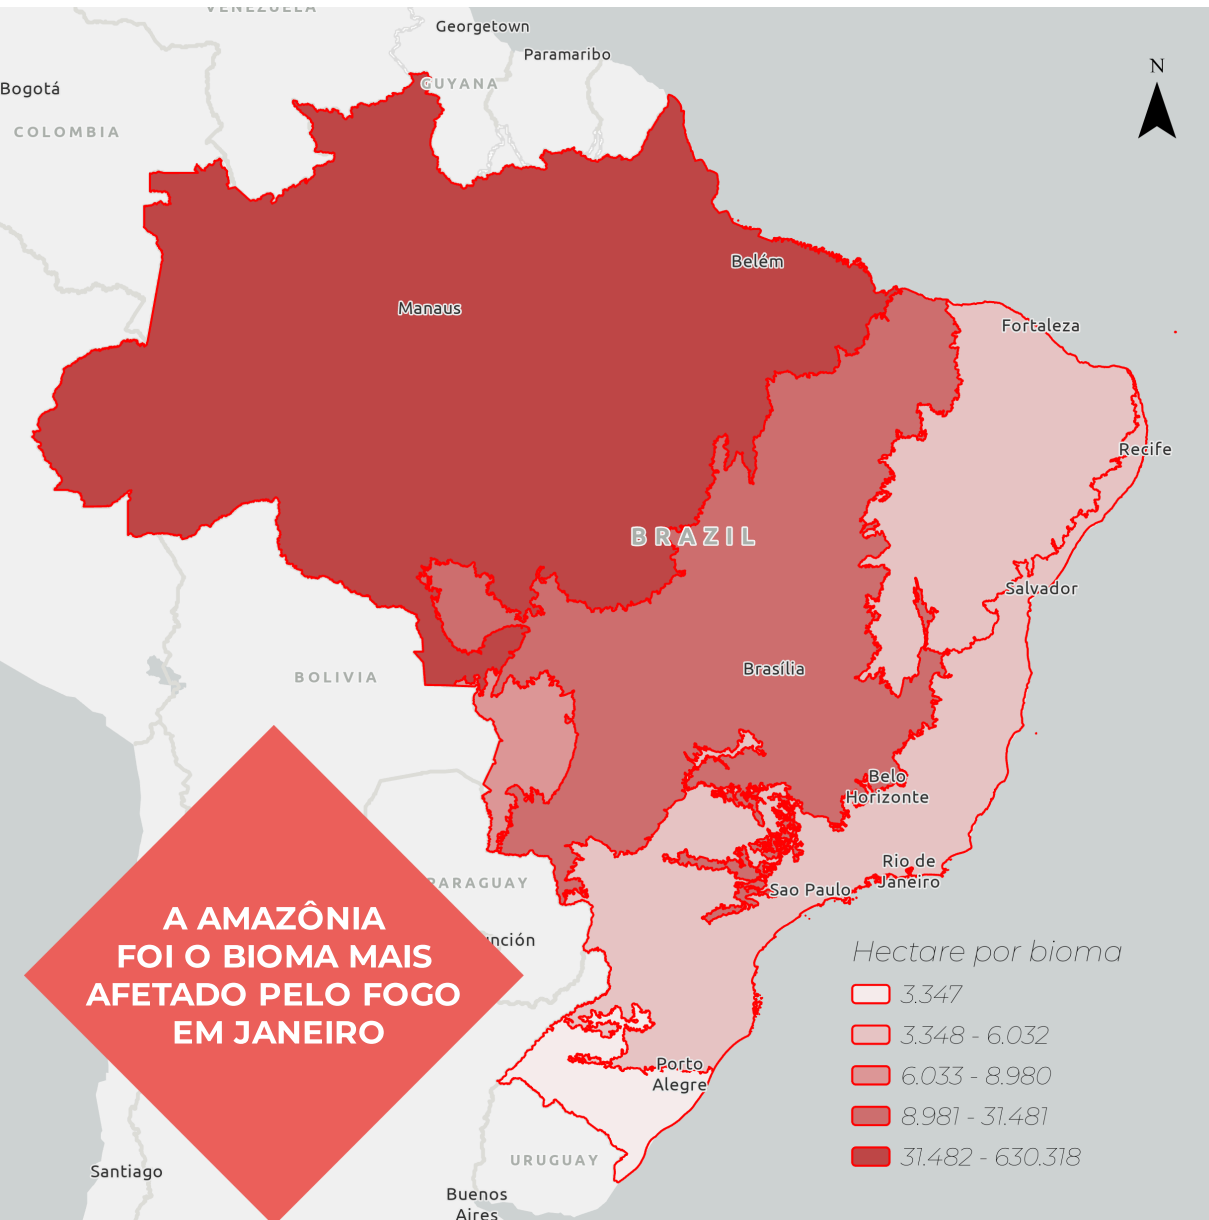 VENEZUELA
Georgetown
Paramaribo
N
GUYANA
Bogotá
COLOMBIA
Belém
Manaus
Fortaleza
Recife
BRAZIL
Salvador
BOLIVIA
Brasília
Belo
Horizonte
Rio de
Janeiro
Sao Paulo
PARAGUAY
nción
A AMAZÔNIA
FOI O BIOMA MAIS
AFETADO PELO FOGO
EM JANEIRO
Hectare por bioma
3.347
3.348 - 6.032
6.033 - 8.980
8.981 - 31.481
31.482 - 630.318
Porto
Alegre
URUGUAY
Santiago
Buenos
Aires